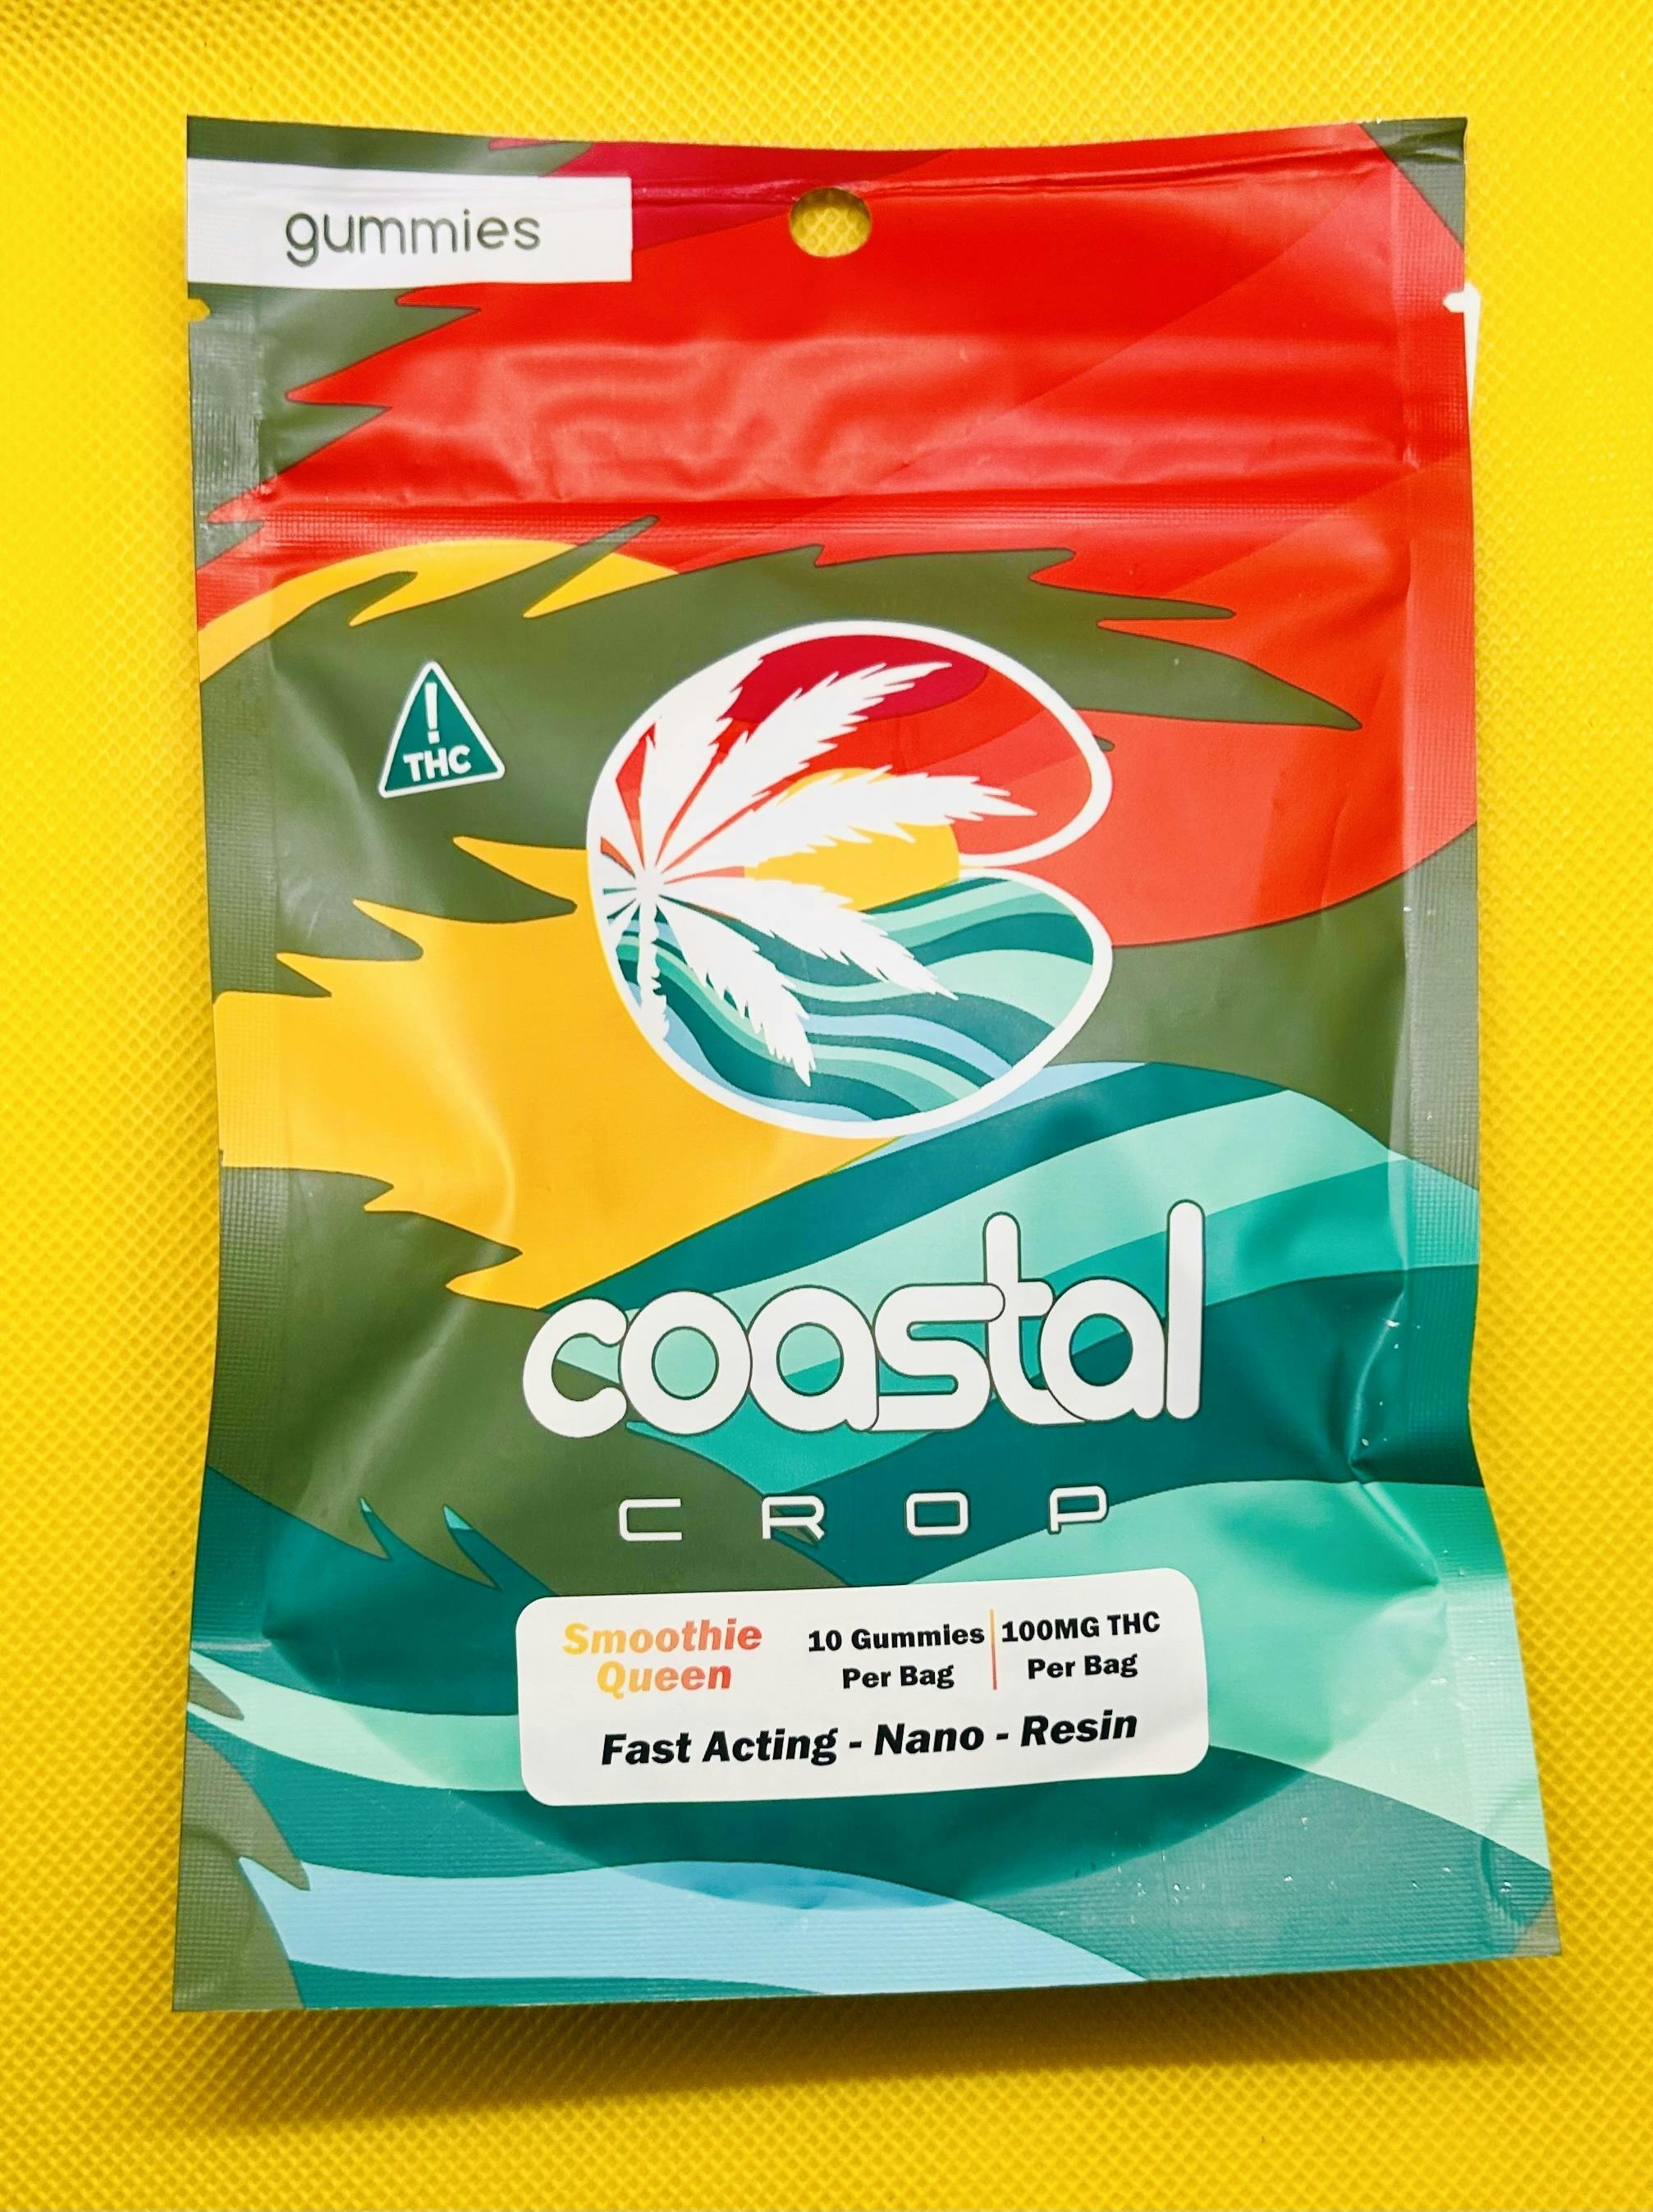 gummies
!
THC
coastal
CROP
Smoothie
Queen
10 Gummies
Per Bag
100MG THC
Per Bag
Fast Acting - Nano - Resin